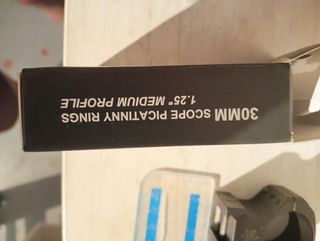 30MM SCOPE PICATINNY RINGS
1.25" MEDIUM PROFILE